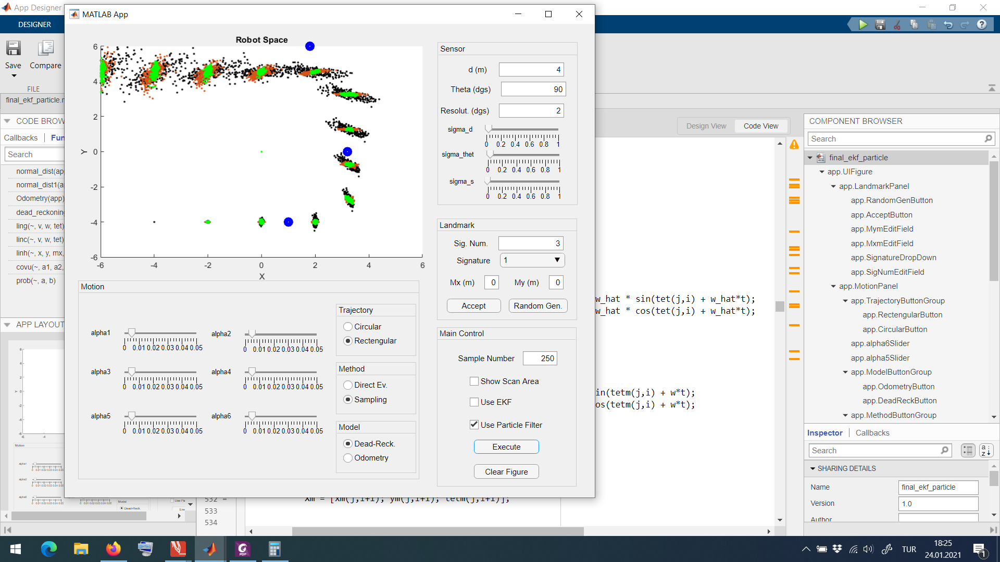 App Designer
MATLAB App
DESIGNER
Save
Compare
FILE
final_ekf_particle.m
CODE BROW
Callbacks
Fun
Search
normal_dist(ap
normal_dist1(a
Odometry(app)
dead_reckoning
ling(~, v, w, tet)
linc(~, v, w, tet)
linh(~, x, y, mx,
covu(~, a1, a2,
prob(~, a, b)
APP LAYOUT
Robot Space
6
4
2
0
-2
-4
-6
Y
-6 -4 -2 0 2 4 6
X
Sensor
d (m) 4
Theta (dgs) 90
Resolut. (dgs) 2
sigma_d
0 0.2 0.4 0.6 0.8 1
sigma_thet
0 0.2 0.4 0.6 0.8 1
sigma_s
0 0.2 0.4 0.6 0.8 1
Landmark
Sig. Num. 3
Signature 1
Mx (m) 0 My (m) 0
Accept Random Gen.
Main Control
Sample Number 250
Show Scan Area
Use EKF
Use Particle Filter
Execute
Clear Figure
Motion
alpha1
0 0.01 0.02 0.03 0.04 0.05
alpha2
0 0.01 0.02 0.03 0.04 0.05
alpha3
0 0.01 0.02 0.03 0.04 0.05
alpha4
0 0.01 0.02 0.03 0.04 0.05
alpha5
0 0.01 0.02 0.03 0.04 0.05
alpha6
0 0.01 0.02 0.03 0.04 0.05
Trajectory
Circular
Rectengular
Method
Direct Ev.
Sampling
Model
Dead-Reck.
Odometry
Design View
Code View
w_hat * sin(tet(j,i) + w_hat*t);
w_hat * cos(tet(j,i) + w_hat*t);
in(tetm(j,i) + w*t);
os(tetm(j,i) + w*t);
532 Xm = [xm(j,i+1); ym(j,i+1); tetm(j,i+1)];
533
534
COMPONENT BROWSER
Search
final_ekf_particle
app.UIFigure
app.LandmarkPanel
app.RandomGenButton
app.AcceptButton
app.MymEditField
app.MxmEditField
app.SignatureDropDown
app.SigNumEditField
app.MotionPanel
app.TrajectoryButtonGroup
app.RectengularButton
app.CircularButton
app.alpha6Slider
app.alpha5Slider
app.ModelButtonGroup
app.OdometryButton
app.DeadReckButton
app.MethodButtonGroup
Inspector
Callbacks
Search
SHARING DETAILS
Name final_ekf_particle
Version 1.0
Author
TUR
18:25
24.01.2021
1